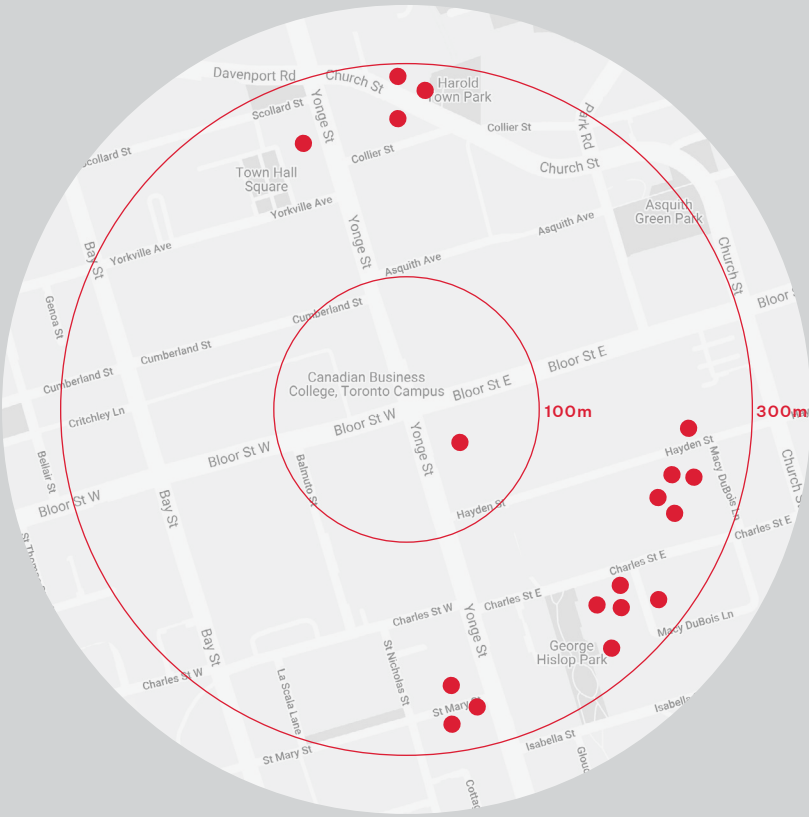 Davenport Rd
Church St
Harold
Town Park
Scollard St
Yonge St
Collier St
Park Rd
Scollard St
Collier St
Church St
Town Hall
Square
Yorkville Ave
Asquith
Green Park
Asquith Ave
Yonge St
Bay St
Yorkville Ave
Asquith Ave
Church St
Genoa St
Cumberland St
Bloor
Cumberland St
Cumberland St
Bloor St E
Canadian Business
College, Toronto Campus
Bloor St E
Critchley Ln
Bloor St W
100m
300m
Bloor St W
Yonge St
Hayden St
Bellair St
Balmuto St
Macy DuBois Ln
Church St
Bloor St W
Bay St
Hayden St
Charles St E
St Thomas
Charles St E
Charles St E
Charles St W
Yonge St
Macy DuBois Ln
Bay St
George
Hislop Park
Charles St W
St Nicholas St
La Scala Lane
St Mary St
Isabella
Isabella St
St Mary St
Glouc
Cottag